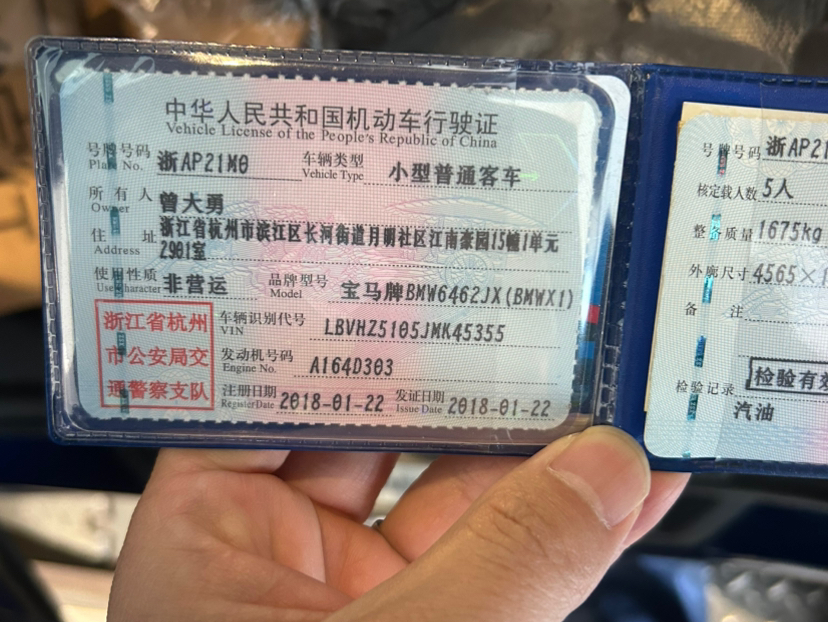 中华人民共和国机动车行驶证
Vehicle License of the People's Republic of China
号牌号码 浙AP21M0 车辆类型 小型普通客车
Plate No. Vehicle Type
所有人 曾大勇
Owner
住址 浙江省杭州市滨江区长河街道月明社区江南豪园15幢1单元
Address 2901室
使用性质 非营运 品牌型号 宝马牌BMW6462JX(BMWX1)
Use Character Model
浙江省杭州
市公安局交
通警察支队
车辆识别代号 LBVHZ5105JMK45355
VIN
发动机号码 A164D303
Engine No.
注册日期 2018-01-22 发证日期 2018-01-22
Register Date Issue Date
号牌号码 浙AP21
核定载人数 5人
整备质量 1675kg
外廓尺寸 4565×1
备注
检验记录 检验有效
汽油